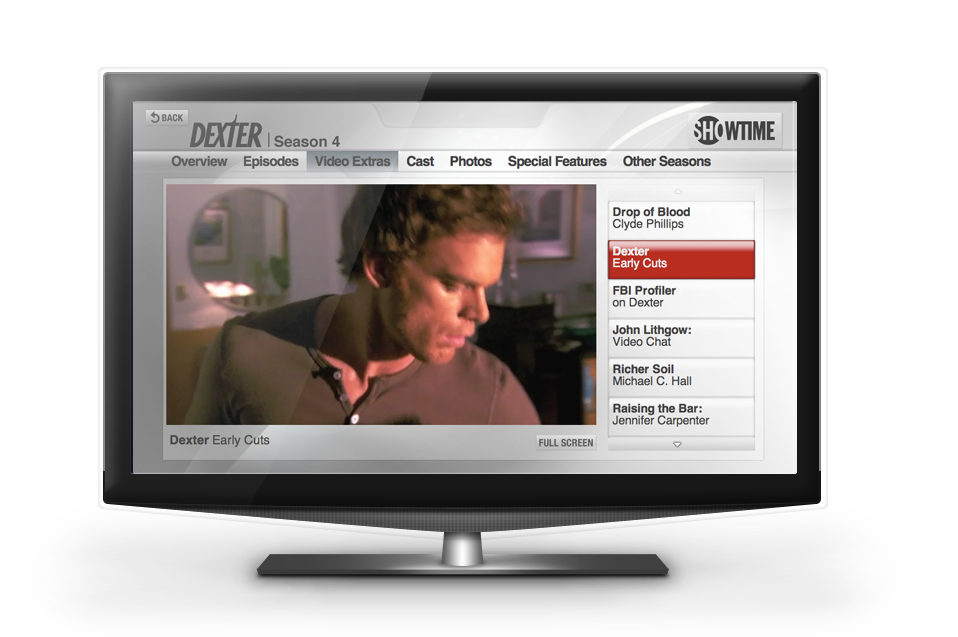 BACK
DEXTER | Season 4
SHOWTIME
Overview Episodes Video Extras Cast Photos Special Features Other Seasons
Drop of Blood
Clyde Phillips
Dexter
Early Cuts
FBI Profiler
on Dexter
John Lithgow:
Video Chat
Richer Soil
Michael C. Hall
Raising the Bar:
Jennifer Carpenter
Dexter Early Cuts
FULL SCREEN